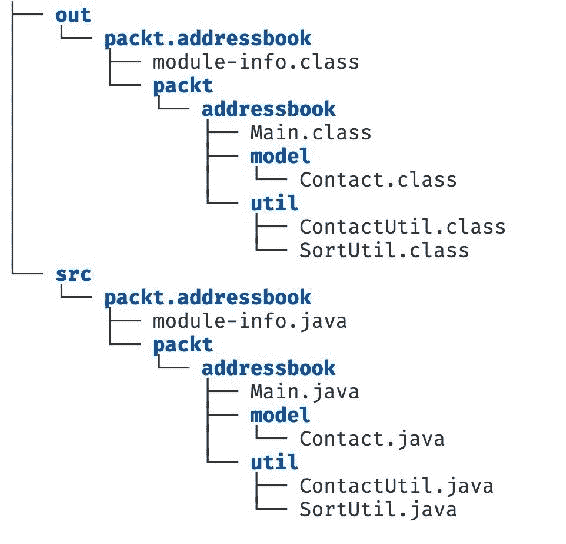 out
packt.addressbook
module-info.class
packt
addressbook
Main.class
model
Contact.class
util
ContactUtil.class
SortUtil.class
src
packt.addressbook
module-info.java
packt
addressbook
Main.java
model
Contact.java
util
ContactUtil.java
SortUtil.java